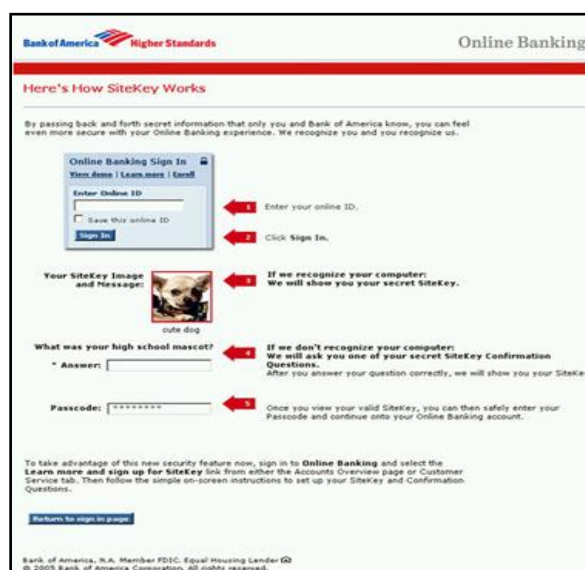 Bank of America Higher Standards
Online Banking
Here's How SiteKey Works
By passing back and forth secret information that only you and Bank of America know, you can feel
even more secure with your Online Banking experience. We recognize you and you recognize us.
Online Banking Sign In
View demo | Learn more | Enroll
Enter Online ID
Save this online ID
Sign In
1 Enter your online ID.
2 Click Sign In.
Your SiteKey Image
and Message:
cute dog
3 If we recognize your computer:
We will show you your secret SiteKey.
What was your high school mascot?
* Answer:
4 If we don't recognize your computer:
We will ask you one of your secret SiteKey Confirmation
Questions.
After you answer your question correctly, we will show you your SiteKe
Passcode: ********
5 Once you view your valid SiteKey, you can then safely enter your
Passcode and continue onto your Online Banking account.
To take advantage of this new security feature now, sign in to Online Banking and select the
Learn more and sign up for SiteKey link from either the Accounts Overview page or Customer
Service tab. Then follow the simple on-screen instructions to set up your SiteKey and Confirmation
Questions.
Return to sign in page
Bank of America, N.A. Member FDIC. Equal Housing Lender
© 2005 Bank of America Corporation. All rights reserved.